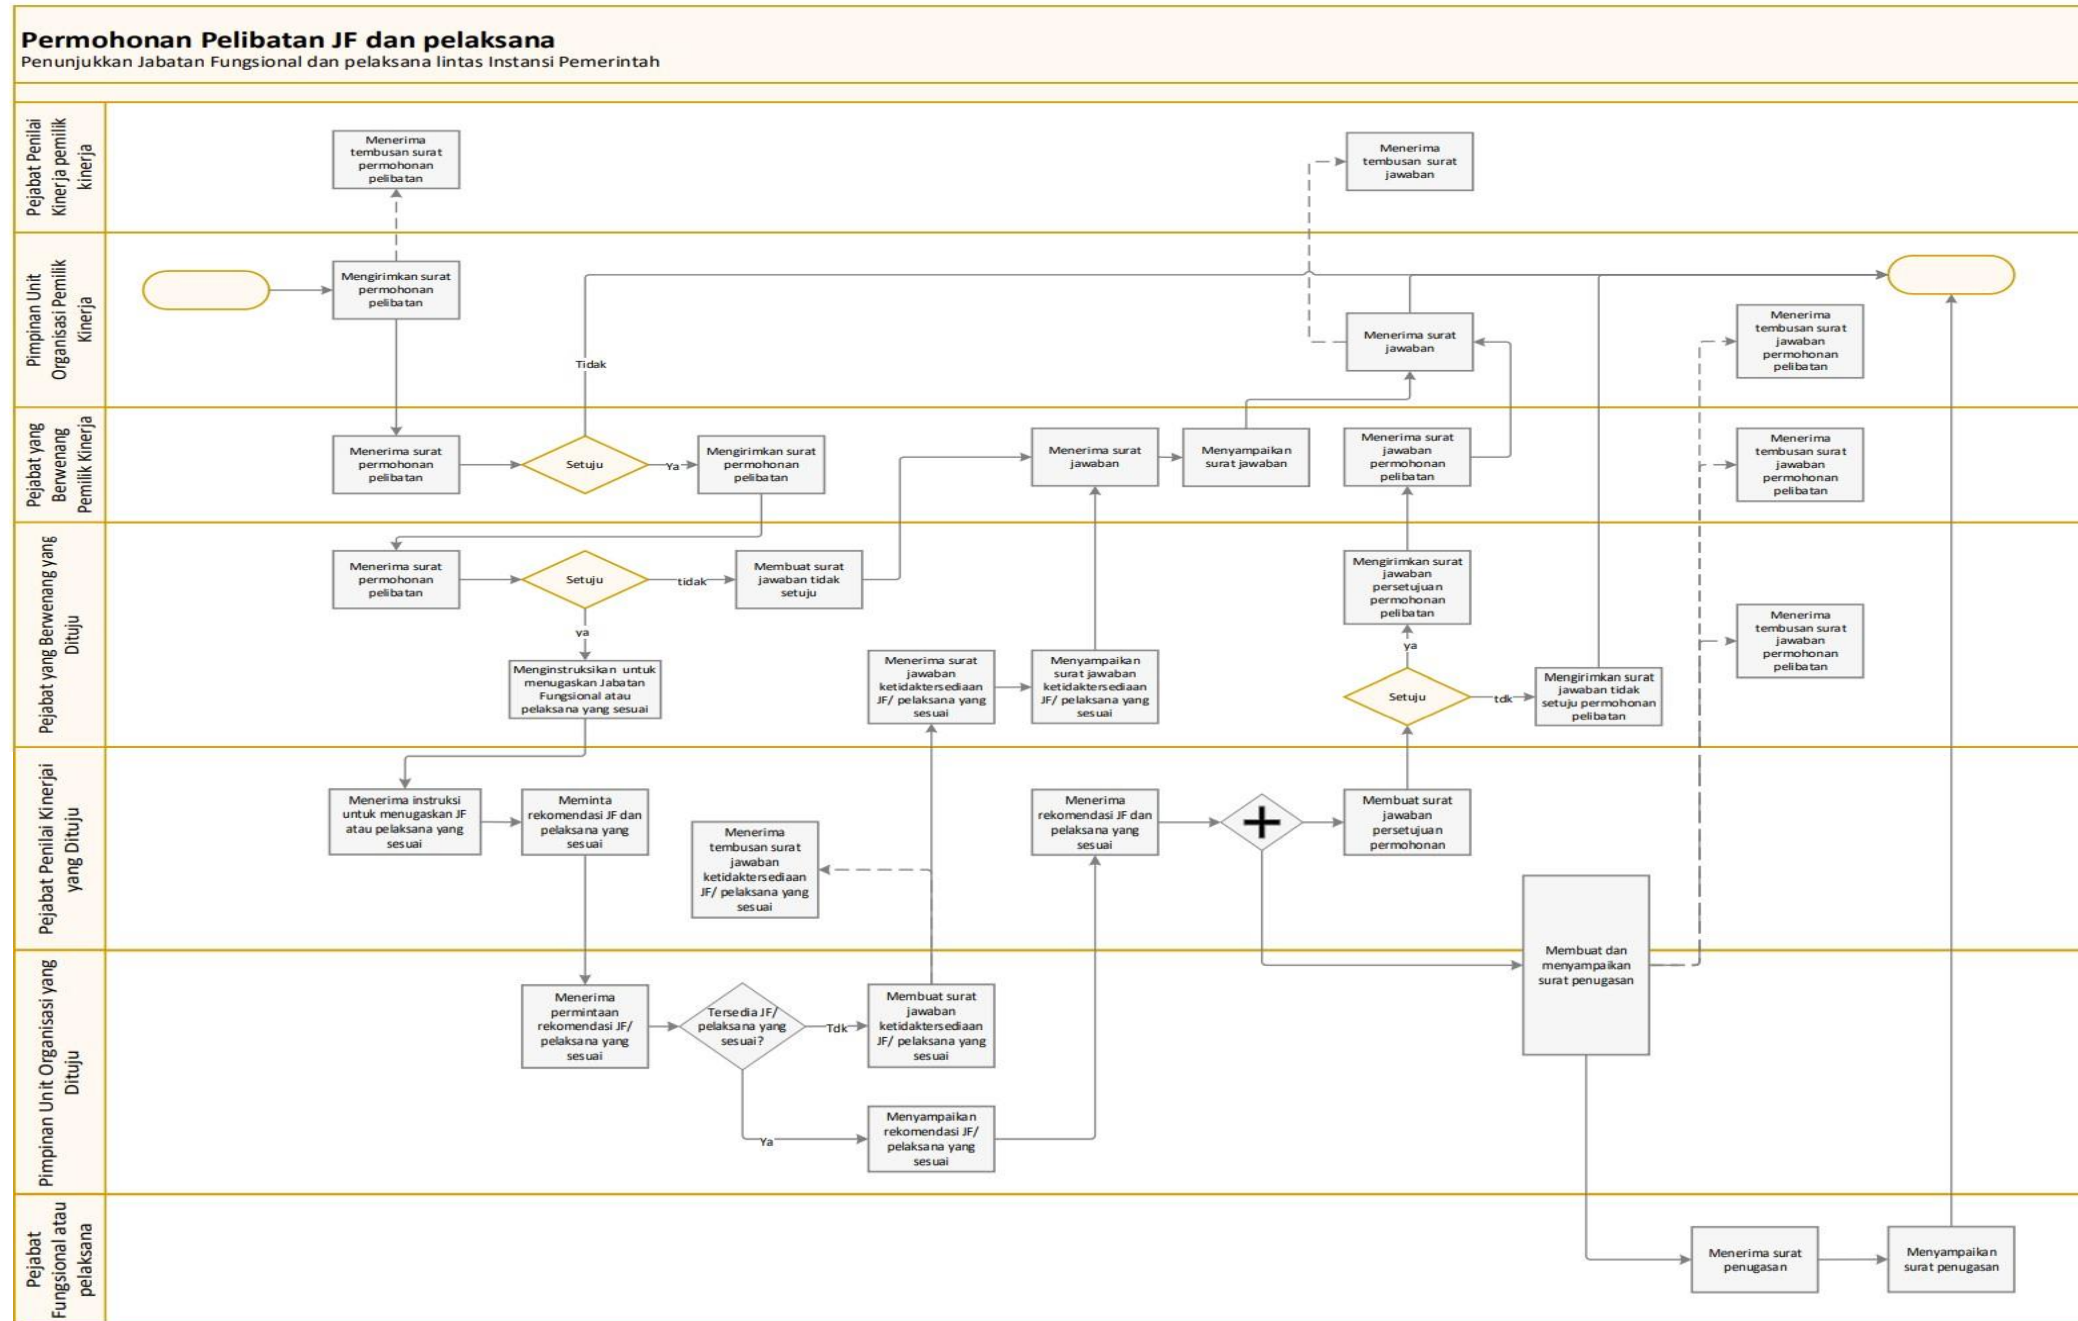 Permohonan Pelibatan JF dan pelaksana
Penunjukkan Jabatan Fungsional dan pelaksana lintas Instansi Pemerintah
Pejabat Penilai
Kinerja pemilik
kinerja
Menerima
tembusan surat
permohonan
pelibatan
Menerima
tembusan surat
jawaban
Pimpinan Unit
Organisasi Pemilik
Kinerja
Mengirimkan surat
permohonan
pelibatan
Tidak
Menerima surat
jawaban
Menerima
tembusan surat
jawaban
permohonan
pelibatan
Pejabat yang
Berwenang
Pemilik Kinerja
Menerima surat
permohonan
pelibatan
Setuju
Ya
Mengirimkan surat
permohonan
pelibatan
Menerima surat
jawaban
Menyampaikan
surat jawaban
Menerima surat
jawaban
permohonan
pelibatan
Menerima
tembusan surat
jawaban
permohonan
pelibatan
Pejabat yang Berwenang yang
Dituju
Menerima surat
permohonan
pelibatan
Setuju
tidak
Membuat surat
jawaban tidak
setuju
ya
Menginstruksikan untuk
menugaskan Jabatan
Fungsional atau
pelaksana yang sesuai
Menerima surat
jawaban
ketidaktersediaan
JF/ pelaksana yang
sesuai
Menyampaikan
surat jawaban
ketidaktersediaan
JF/ pelaksana yang
sesuai
Mengirimkan surat
jawaban
persetujuan
permohonan
pelibatan
ya
Setuju
tdk
Mengirimkan surat
jawaban tidak
setuju permohonan
pelibatan
Menerima
tembusan surat
jawaban
permohonan
pelibatan
Pejabat Penilai Kinerjai
yang Dituju
Menerima instruksi
untuk menugaskan JF
atau pelaksana yang
sesuai
Meminta
rekomendasi JF dan
pelaksana yang
sesuai
Menerima
tembusan surat
jawaban
ketidaktersediaan
JF/ pelaksana yang
sesuai
Menerima
rekomendasi JF dan
pelaksana yang
sesuai
Membuat surat
jawaban
persetujuan
permohonan
Membuat dan
menyampaikan
surat penugasan
Pimpinan Unit Organisasi yang
Dituju
Menerima
permintaan
rekomendasi JF/
pelaksana yang
sesuai
Tersedia JF/
pelaksana yang
sesuai?
Tdk
Membuat surat
jawaban
ketidaktersediaan
JF/ pelaksana yang
sesuai
Ya
Menyampaikan
rekomendasi JF/
pelaksana yang
sesuai
Pejabat
Fungsional atau
pelaksana
Menerima surat
penugasan
Menyampaikan
surat penugasan